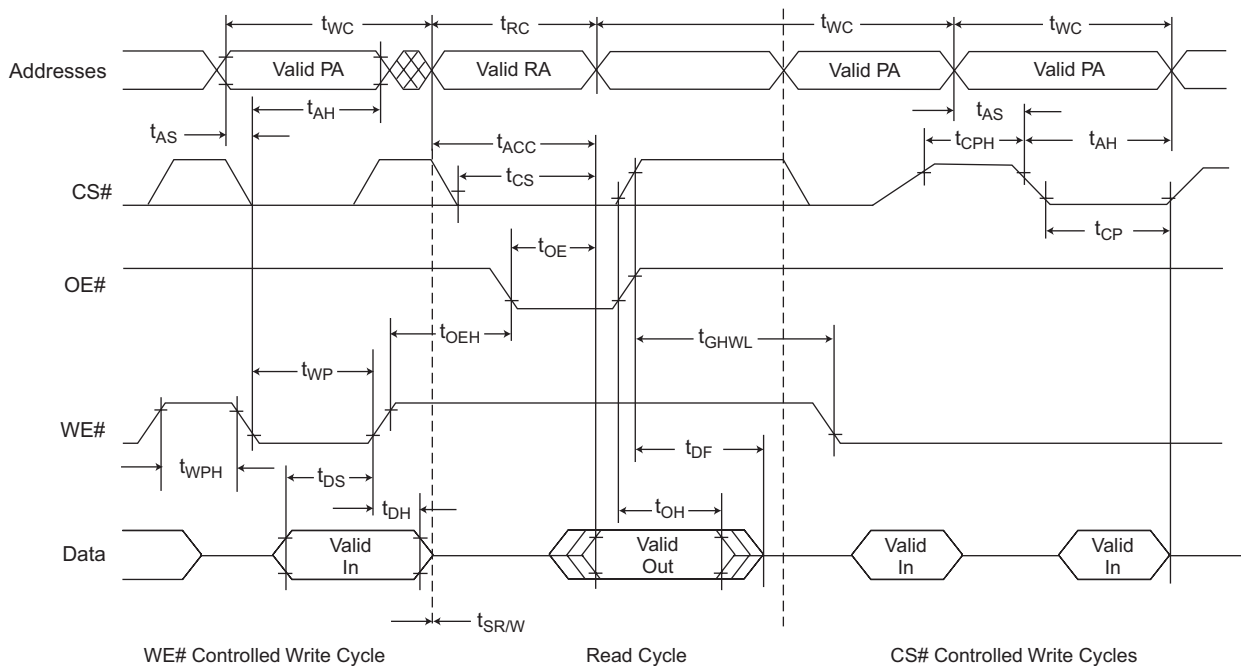 tWC tRC tWC tWC
Addresses Valid PA Valid RA Valid PA Valid PA
tAH tAS
tAS tACC tCPH tAH
CS# tCS
tCP
tOE
OE#
tOEH tGHWL
tWP
WE#
tWPH tDS tDF
tDH tOH
Data Valid In Valid Out Valid In Valid In
tSR/W
WE# Controlled Write Cycle Read Cycle CS# Controlled Write Cycles